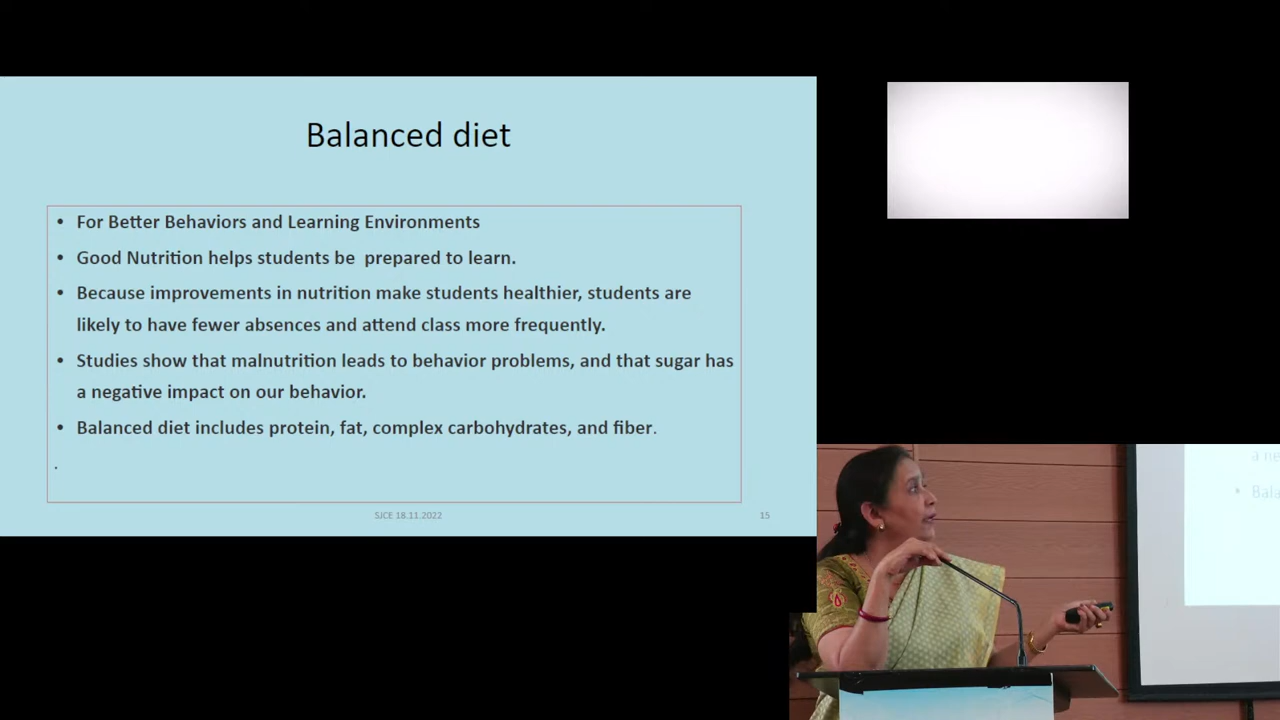 Balanced diet
• For Better Behaviors and Learning Environments
• Good Nutrition helps students be  prepared to learn.
• Because improvements in nutrition make students healthier, students are
likely to have fewer absences and attend class more frequently.
• Studies show that malnutrition leads to behavior problems, and that sugar has
a negative impact on our behavior.
• Balanced diet includes protein, fat, complex carbohydrates, and fiber.
.
SJCE 18.11.2022
15
a ne
• Bala